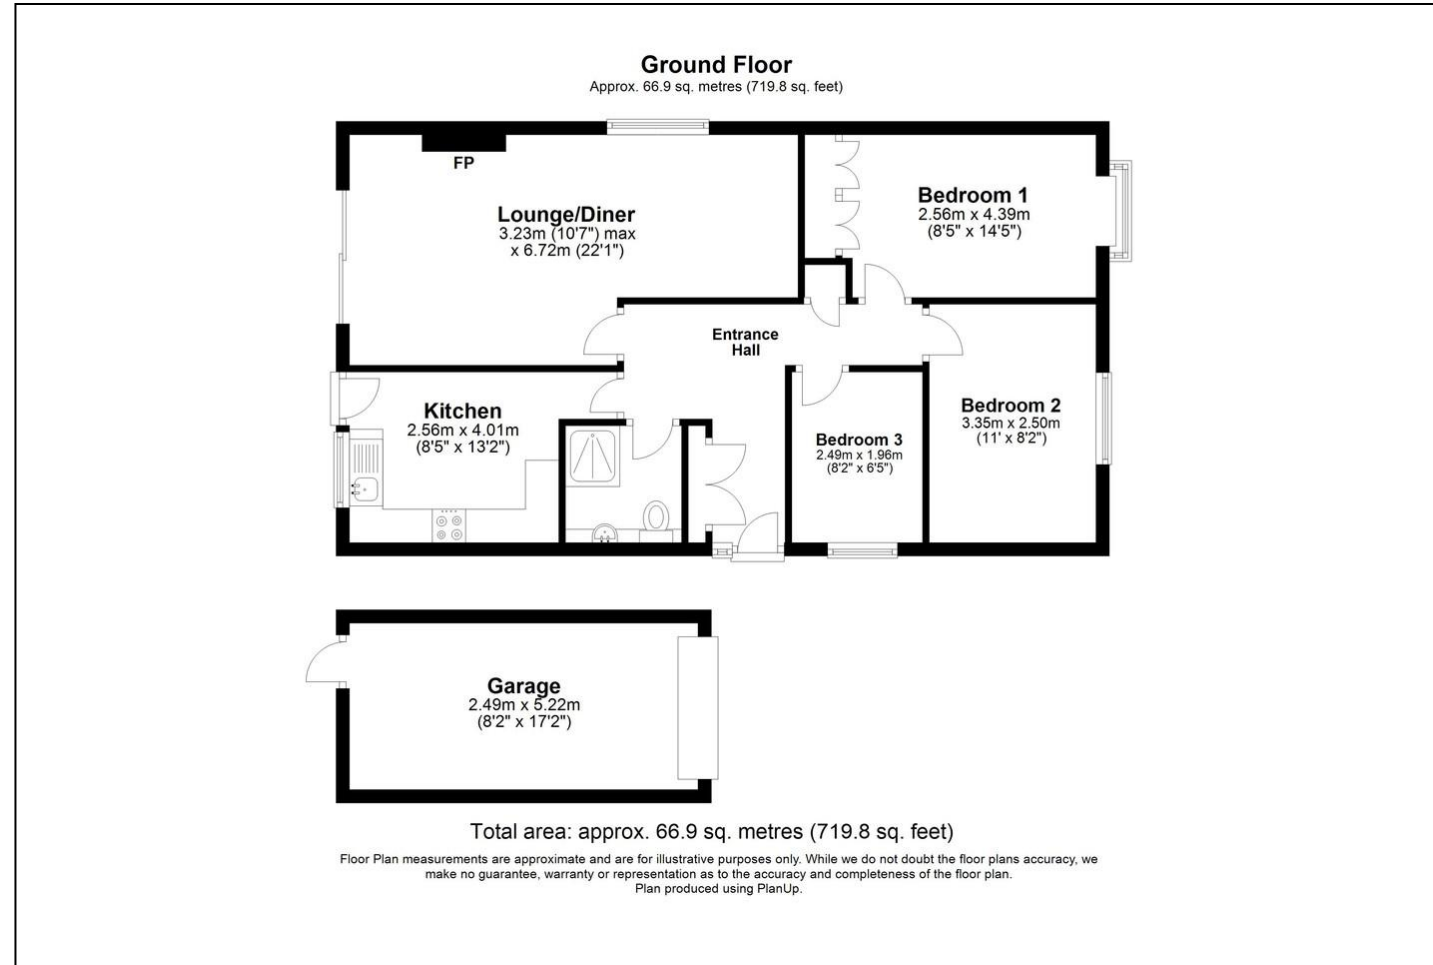 Ground Floor
Approx. 66.9 sq. metres (719.8 sq. feet)
FP
Lounge/Diner
3.23m (10'7") max
x 6.72m (22'1")
Bedroom 1
2.56m x 4.39m
(8'5" x 14'5")
Entrance
Hall
Kitchen
2.56m x 4.01m
(8'5" x 13'2")
Bedroom 3
2.49m x 1.96m
(8'2" x 6'5")
Bedroom 2
3.35m x 2.50m
(11' x 8'2")
Garage
2.49m x 5.22m
(8'2" x 17'2")
Total area: approx. 66.9 sq. metres (719.8 sq. feet)
Floor Plan measurements are approximate and are for illustrative purposes only. While we do not doubt the floor plans accuracy, we
make no guarantee, warranty or representation as to the accuracy and completeness of the floor plan.
Plan produced using PlanUp.